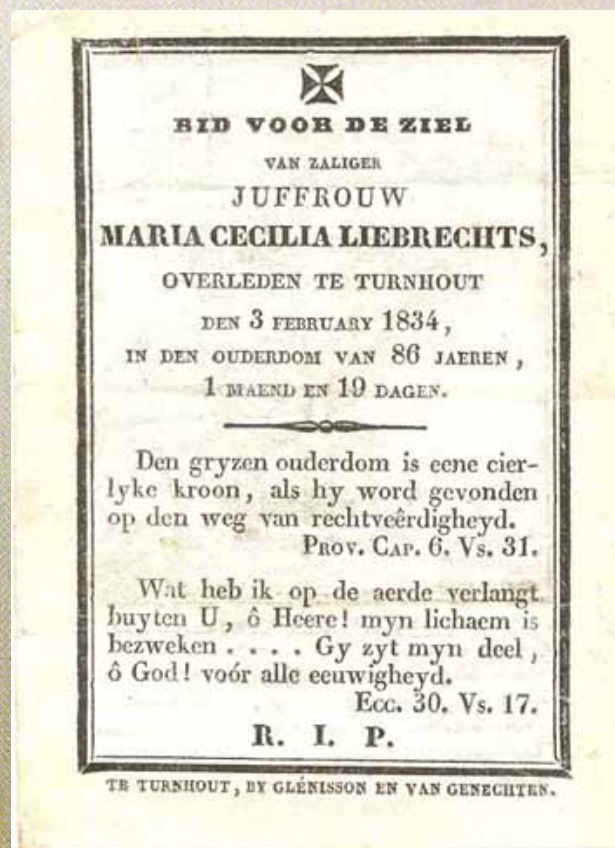 BID VOOR DE ZIEL
VAN ZALIGER
JUFFROUW
MARIA CECILIA LIEBRECHTS,
OVERLEDEN TE TURNHOUT
DEN 3 FEBRUARY 1834,
IN DEN OUDERDOM VAN 86 JAEREN,
1 MAEND EN 19 DAGEN.
Den gryzen ouderdom is eene cier-
lyke kroon, als hy word gevonden
op den weg van rechtveêrdigheyd.
PROV. CAP. 6. Vs. 31.
Wat heb ik op de aerde verlangt
buyten U, ô Heere! myn lichaem is
bezweken . . . . Gy zyt myn deel,
ô God! voór alle eeuwigheyd.
Ecc. 30. Vs. 17.
R. I. P.
TE TURNHOUT, BY GLÉNISSON EN VAN GENECHTEN.